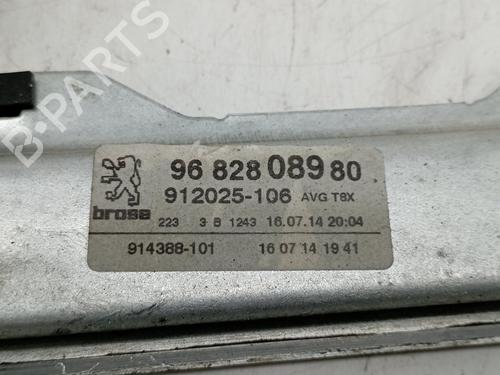 96 828 089 80
912025-106 AVG T8X
brose 223 3 B 1243 16.07.14 20:04
914388-101 16 07 14 19 41
B-PARTS
B-PARTS